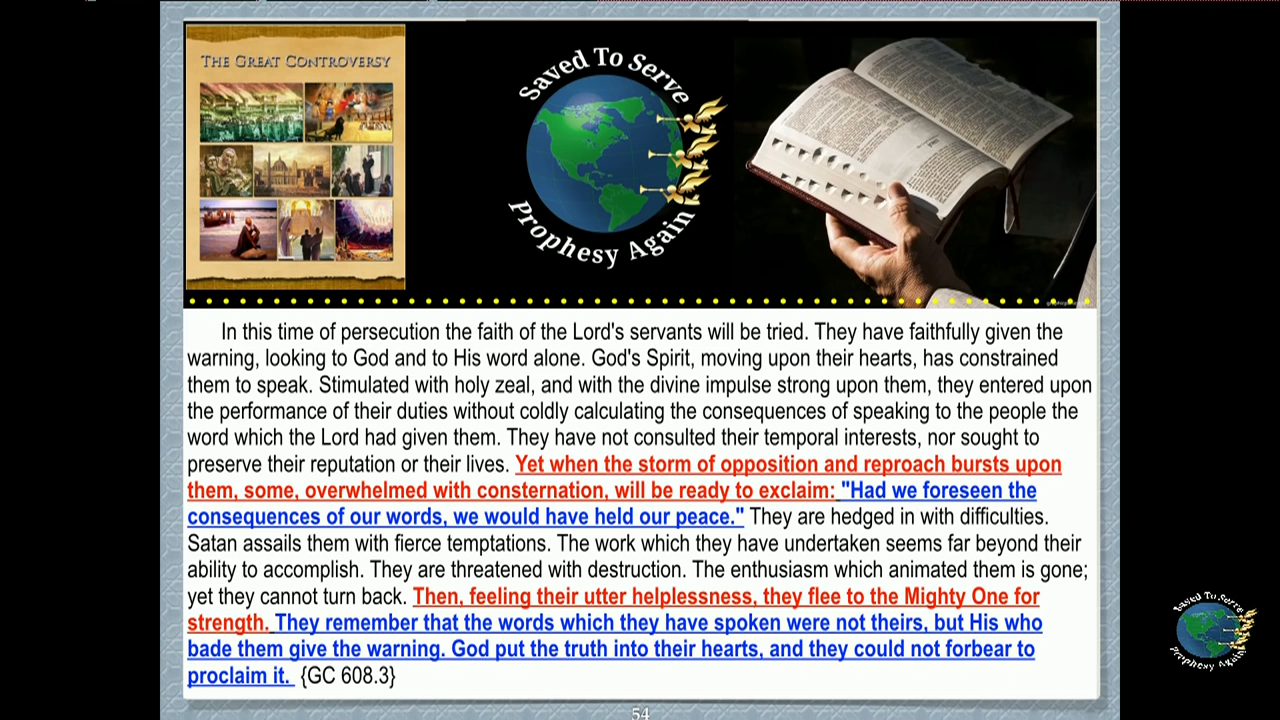 THE GREAT CONTROVERSY
Saved To Serve
Prophesy Again
In this time of persecution the faith of the Lord's servants will be tried. They have faithfully given the
warning, looking to God and to His word alone. God's Spirit, moving upon their hearts, has constrained
them to speak. Stimulated with holy zeal, and with the divine impulse strong upon them, they entered upon
the performance of their duties without coldly calculating the consequences of speaking to the people the
word which the Lord had given them. They have not consulted their temporal interests, nor sought to
preserve their reputation or their lives. Yet when the storm of opposition and reproach bursts upon
them, some, overwhelmed with consternation, will be ready to exclaim: "Had we foreseen the
consequences of our words, we would have held our peace." They are hedged in with difficulties.
Satan assails them with fierce temptations. The work which they have undertaken seems far beyond their
ability to accomplish. They are threatened with destruction. The enthusiasm which animated them is gone;
yet they cannot turn back. Then, feeling their utter helplessness, they flee to the Mighty One for
strength. They remember that the words which they have spoken were not theirs, but His who
bade them give the warning. God put the truth into their hearts, and they could not forbear to
proclaim it. {GC 608.3}
Saved To Serve
Prophesy Again
54